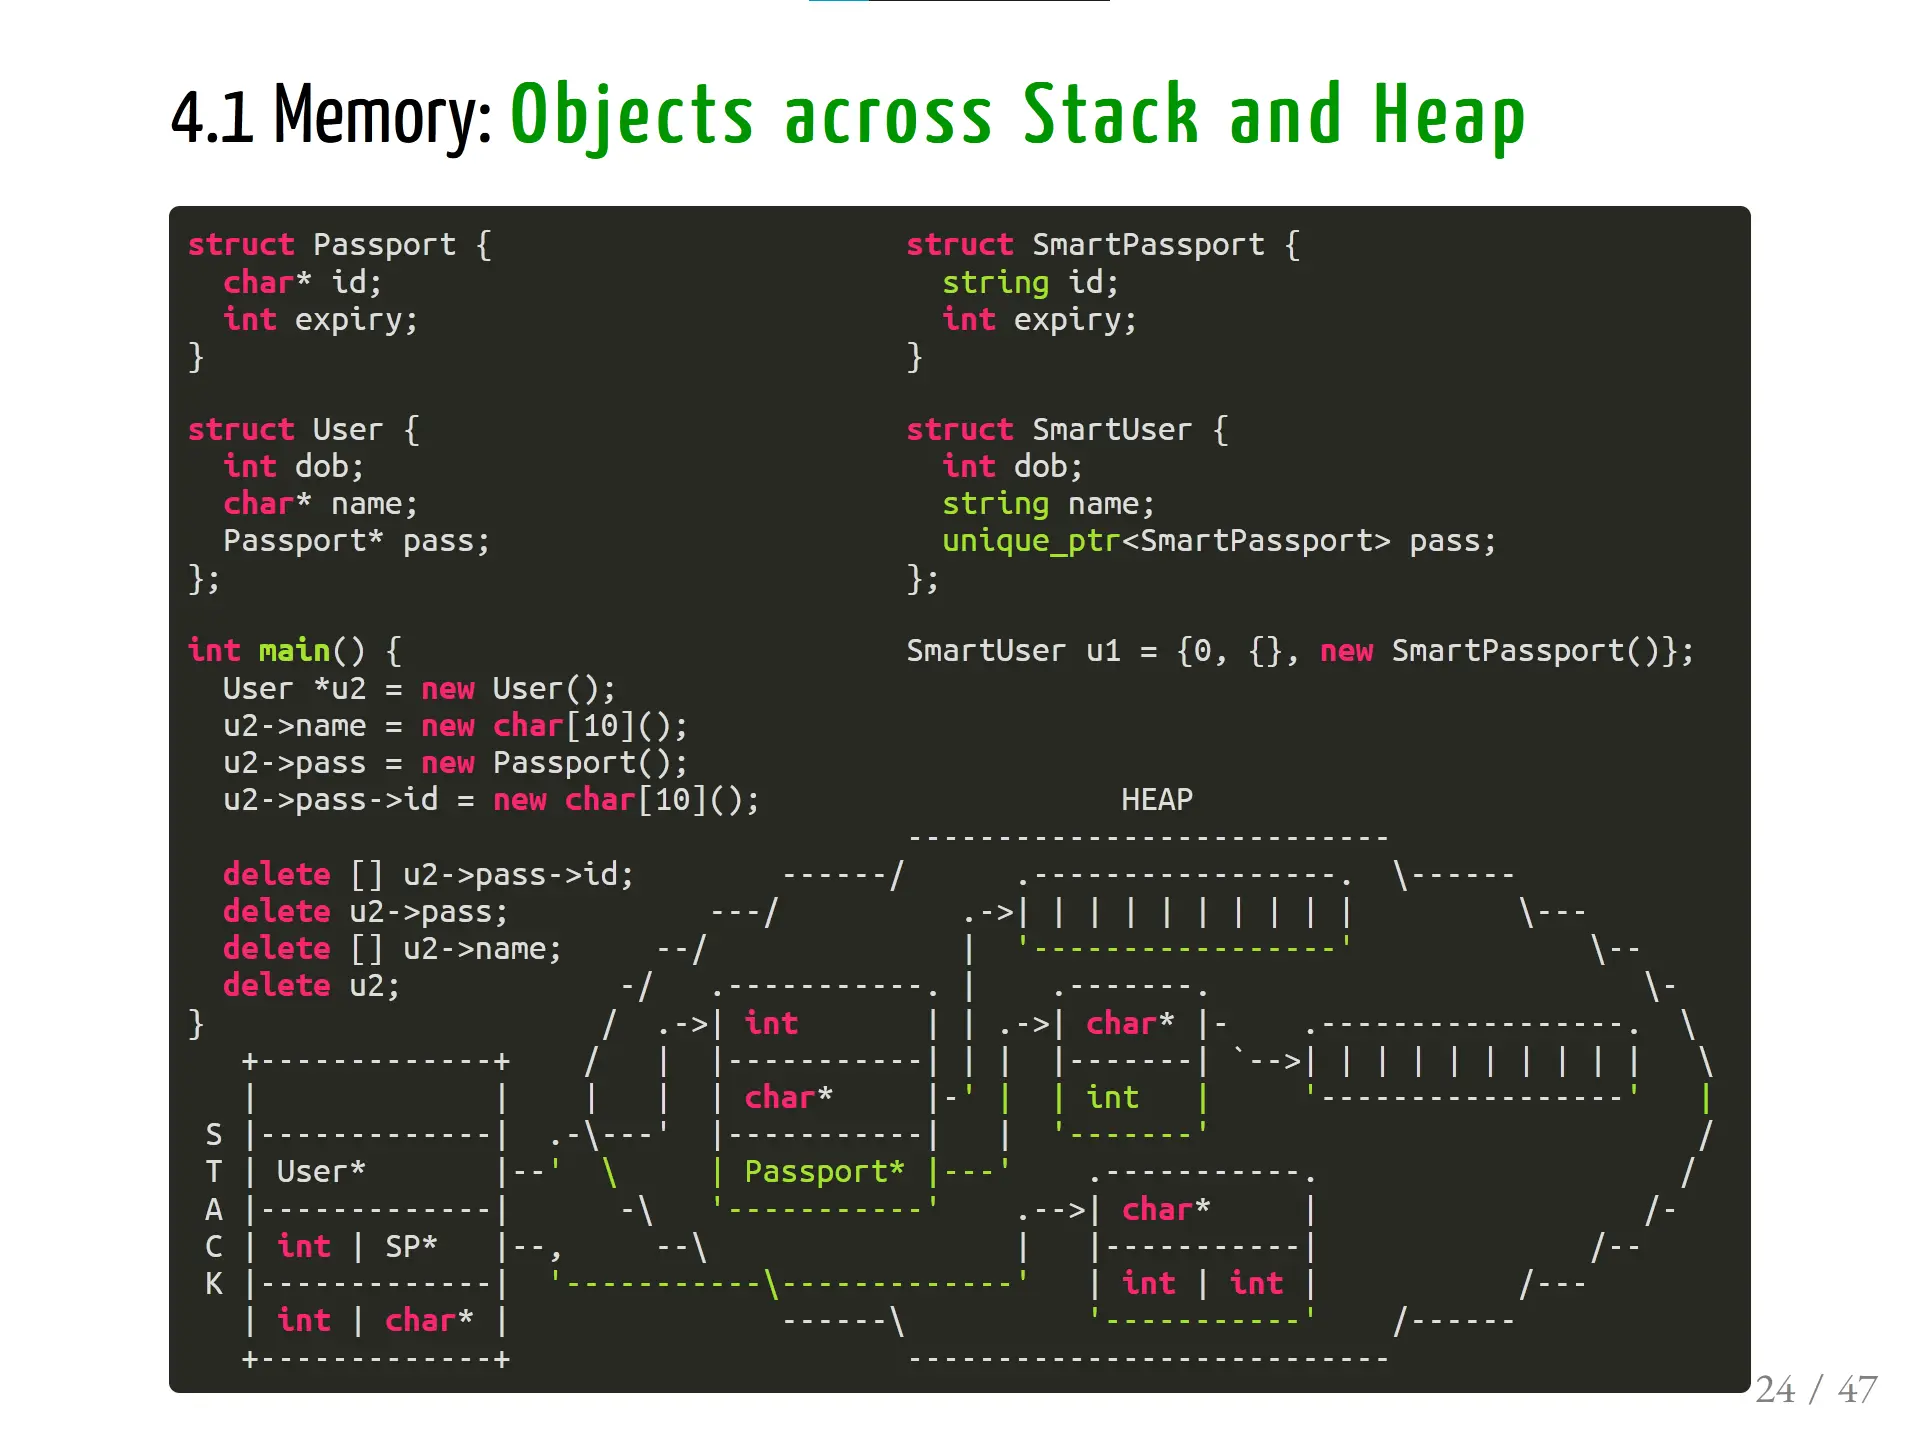 4.1 Memory: Objects across Stack and Heap
struct Passport {                       struct SmartPassport {
  char* id;                               string id;
  int expiry;                             int expiry;
}                                       }

struct User {                           struct SmartUser {
  int dob;                                int dob;
  char* name;                             string name;
  Passport* pass;                         unique_ptr<SmartPassport> pass;
};                                      };

int main() {                            SmartUser u1 = {0, {}, new SmartPassport()};
  User *u2 = new User();
  u2->name = new char[10]();
  u2->pass = new Passport();
  u2->pass->id = new char[10]();                    HEAP
                                        ---------------------------
  delete [] u2->pass->id;        ------/      .-----------------.  \------
  delete u2->pass;           ---/          .->| | | | | | | | | |         \---
  delete [] u2->name;     --/              |  '-----------------'             \--
  delete u2;            -/   .-----------. |    .-------.                        \-
}                      /  .->| int       | | .->| char* |-    .-----------------.  \
   +-------------+    /   |  |-----------| | |  |-------| `-->| | | | | | | | | |   \
   |             |    |   |  | char*     |-' |  | int   |     '-----------------'   |
 S |-------------|  .-\---'  |-----------|   |  '-------'                           /
 T | User*       |--'  \     | Passport* |---'    .-----------.                    /
 A |-------------|      -\   '-----------'    .-->| char*     |                  /-
 C | int | SP*   |--,     --\                 |   |-----------|               /--
 K |-------------|  '-----------\-------------'   | int | int |           /---
   | int | char* |               ------\          '-----------'    /------
   +-------------+                      ---------------------------
24 / 47